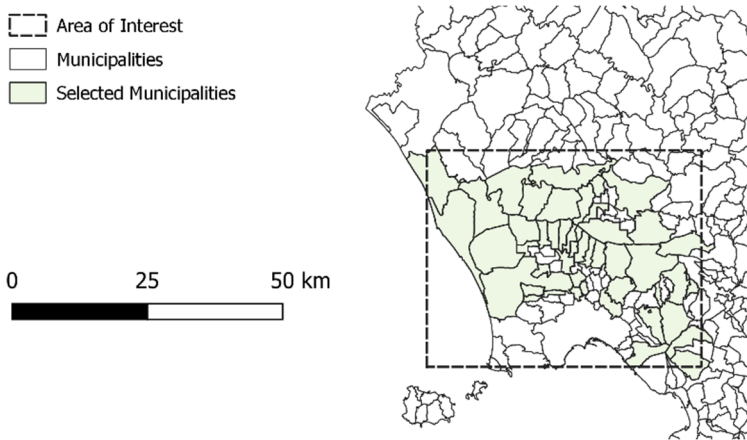 Area of Interest
Municipalities
Selected Municipalities
0 25 50 km